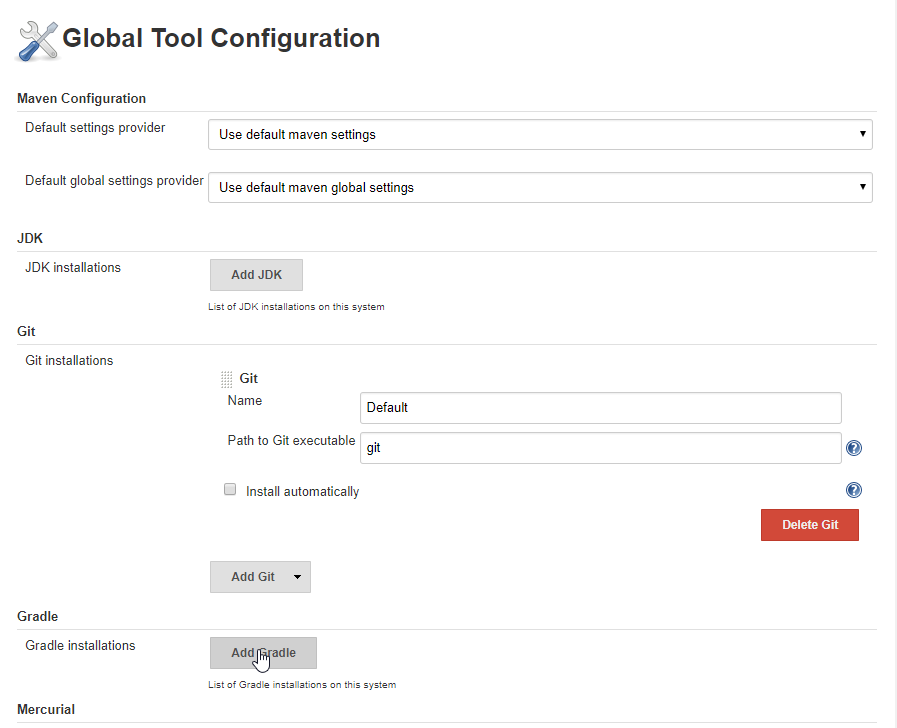 Global Tool Configuration
Maven Configuration
Default settings provider
Use default maven settings
Default global settings provider
Use default maven global settings
JDK
JDK installations
Add JDK
List of JDK installations on this system
Git
Git installations
Git
Name
Default
Path to Git executable
git
?
Install automatically
?
Delete Git
Add Git
Gradle
Gradle installations
Add Gradle
List of Gradle installations on this system
Mercurial